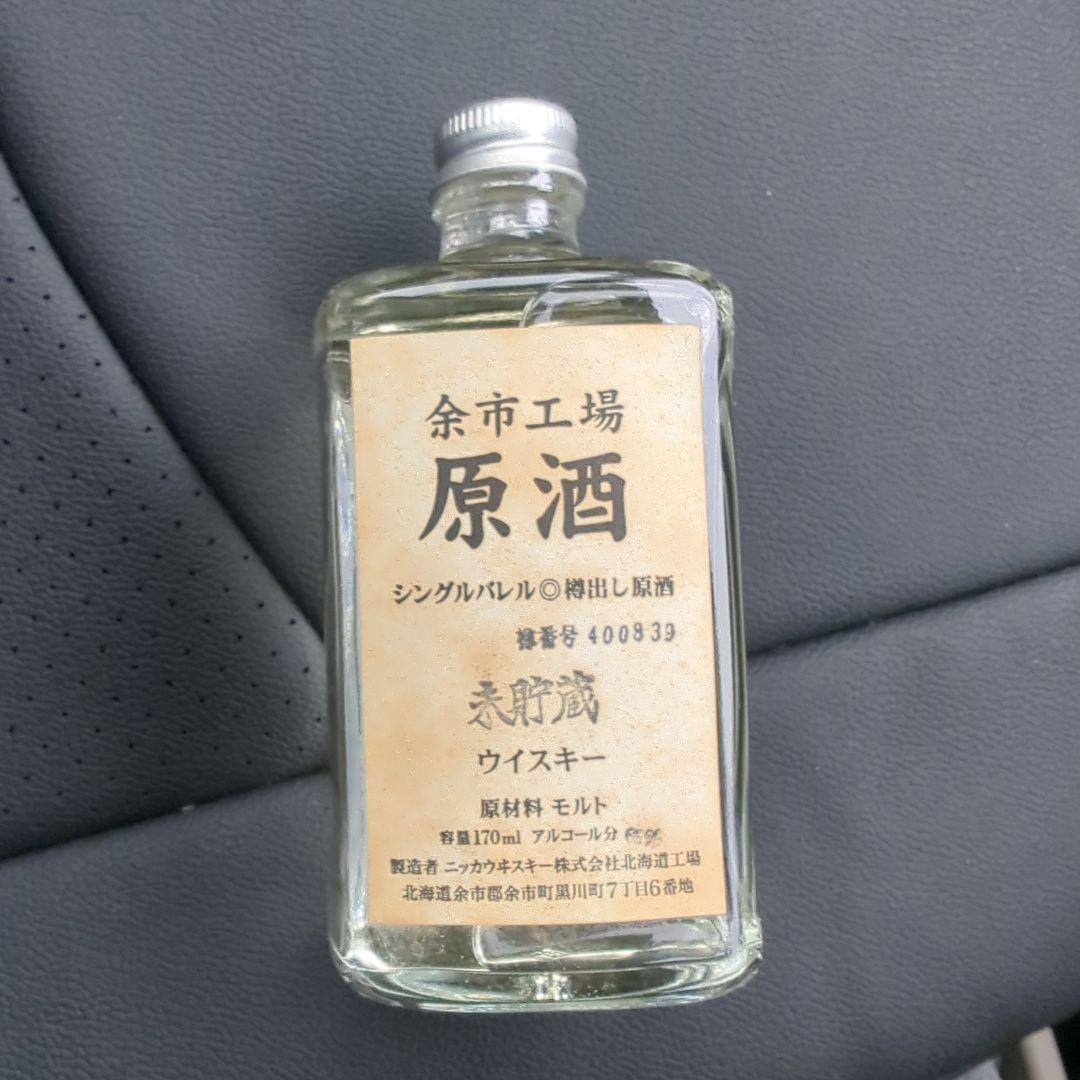 余市工場
原酒
シングルバレル◎樽出し原酒
樽番号 400839
未貯蔵
ウイスキー
原材料 モルト
容量170ml アルコール分
製造者 ニッカウヰスキー株式会社北海道工場
北海道余市郡余市町黒川町7丁目6番地